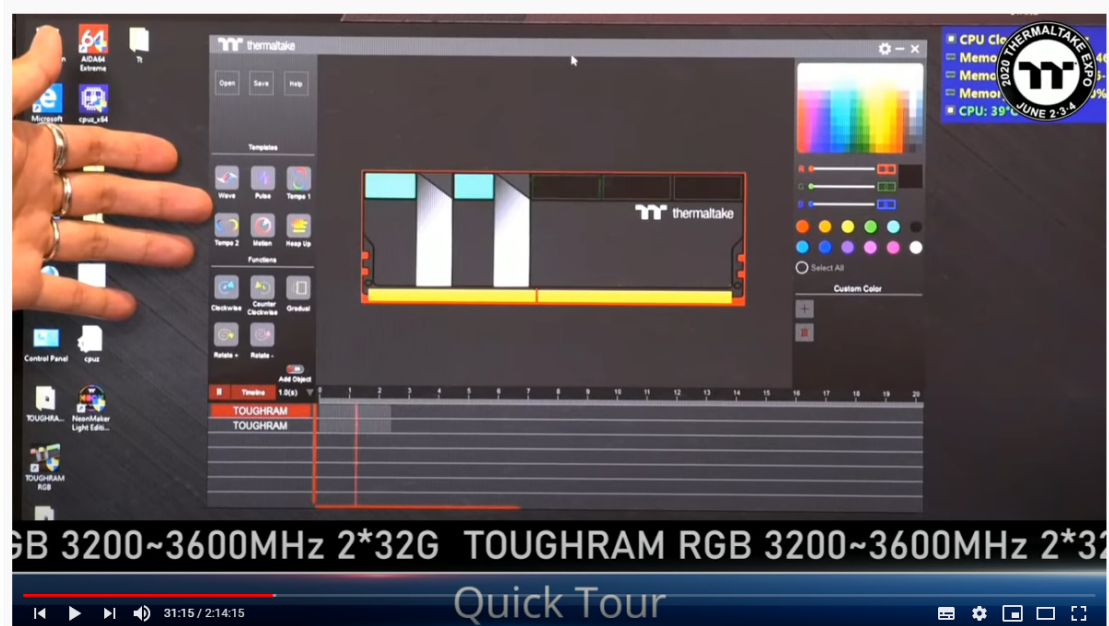 AIDA64
Extreme
Tt
Microsoft
cpuz_x64
Control Panel
cpuz
TOUGHRA...
NeonMaker
Light Editi...
TOUGHRAM
RGB
thermaltake
Open Save Help
Templates
Wave Pulse Tempo 1
Tempo 2 Motion Heap Up
Functions
Clockwise Counter Clockwise Gradual
Rotate + Rotate -
Add Object
Timeline 1.0(s)
0 1 2 3 4 5 6 7 8 9 10 11 12 13 14 15 16 17 18 19 20
TOUGHRAM
TOUGHRAM
thermaltake
R
G
B
Select All
Custom Color
CPU Clo
Memo
Memo
Memor
CPU: 39°C
THERMALTAKE EXPO
2020
JUNE 2·3·4
GB 3200~3600MHz 2*32G TOUGHRAM RGB 3200~3600MHz 2*32
Quick Tour
31:15 / 2:14:15